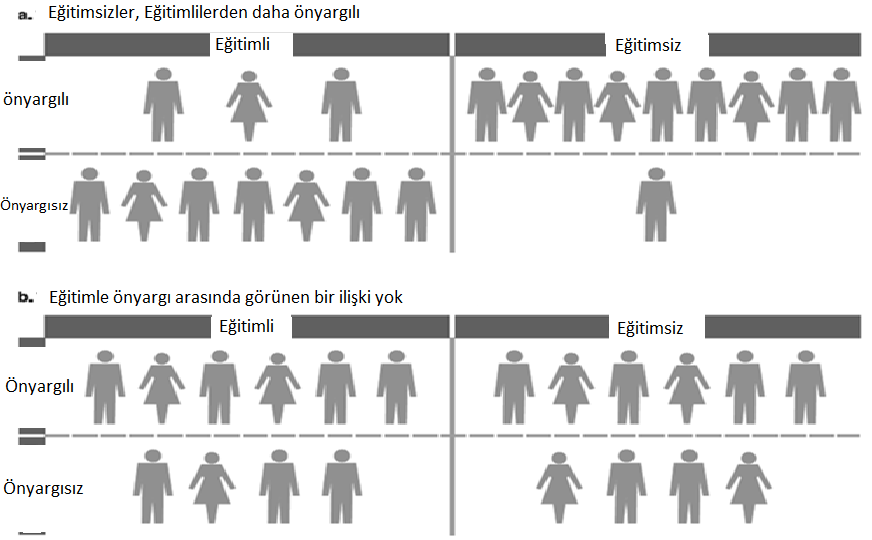 a. Eğitimsizler, Eğitimlilerden daha önyargılı
Eğitimli Eğitimsiz
önyargılı
Önyargısız
b. Eğitimle önyargı arasında görünen bir ilişki yok
Eğitimli Eğitimsiz
Önyargılı
Önyargısız